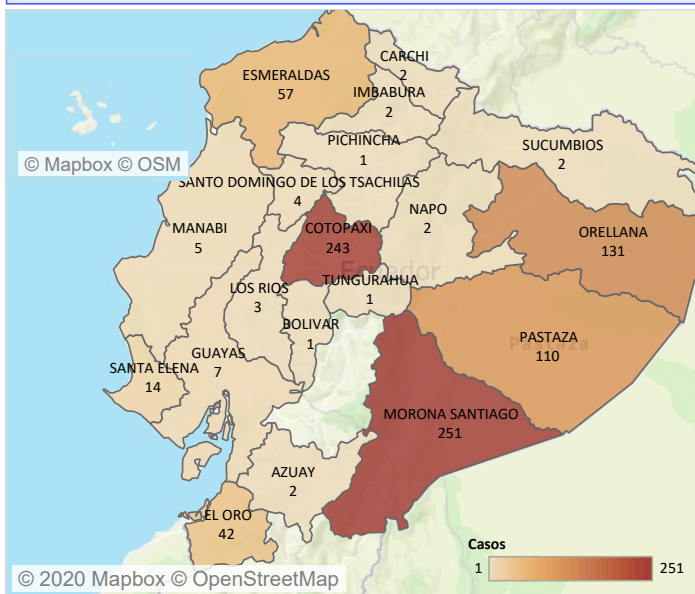 CARCHI
2
ESMERALDAS
57
IMBABURA
2
PICHINCHA
1
SUCUMBIOS
2
© Mapbox © OSM
SANTO DOMINGO DE LOS TSACHILAS
4
NAPO
2
MANABI
5
COTOPAXI
243
ORELLANA
131
Ecuador
TUNGURAHUA
1
LOS RIOS
3
BOLIVAR
1
PASTAZA
110
Pastaza
GUAYAS
7
SANTA ELENA
14
MORONA SANTIAGO
251
AZUAY
2
EL ORO
42
Casos
1
251
© 2020 Mapbox © OpenStreetMap